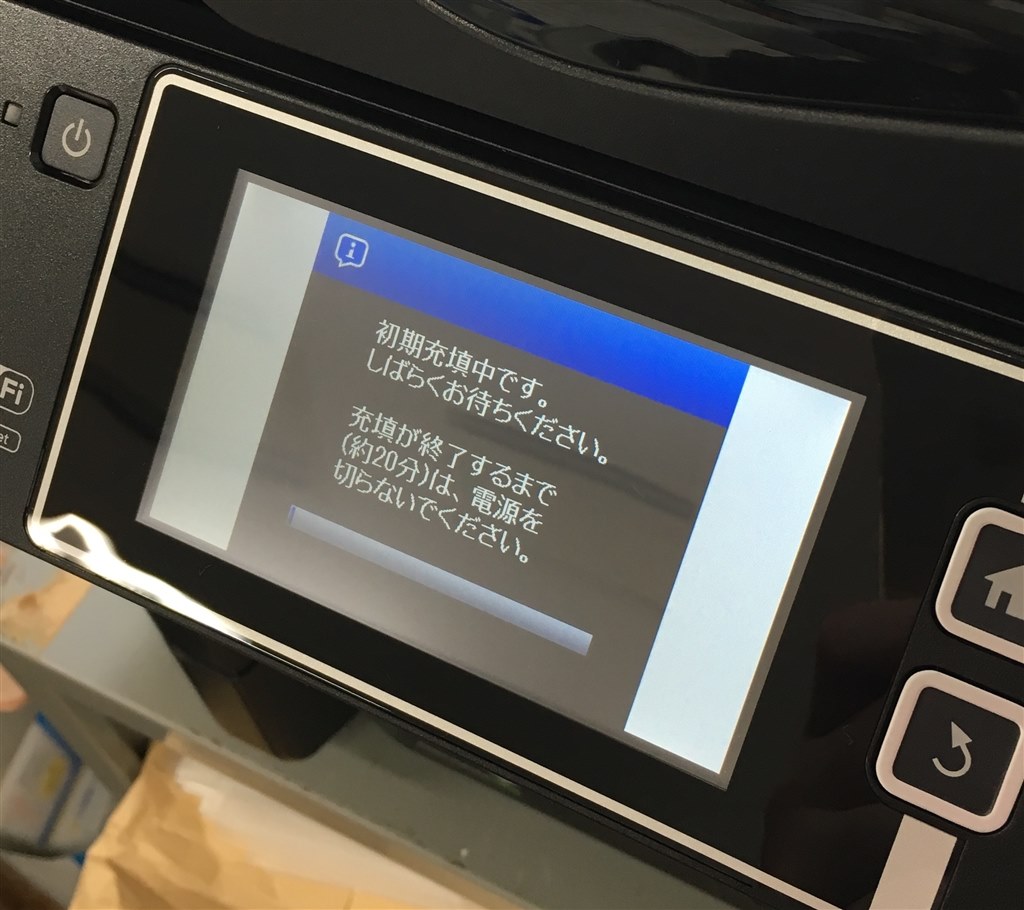 初期充填中です。
しばらくお待ちください。
充填が終了するまで
(約20分)は、電源を
切らないでください。
Fi
et